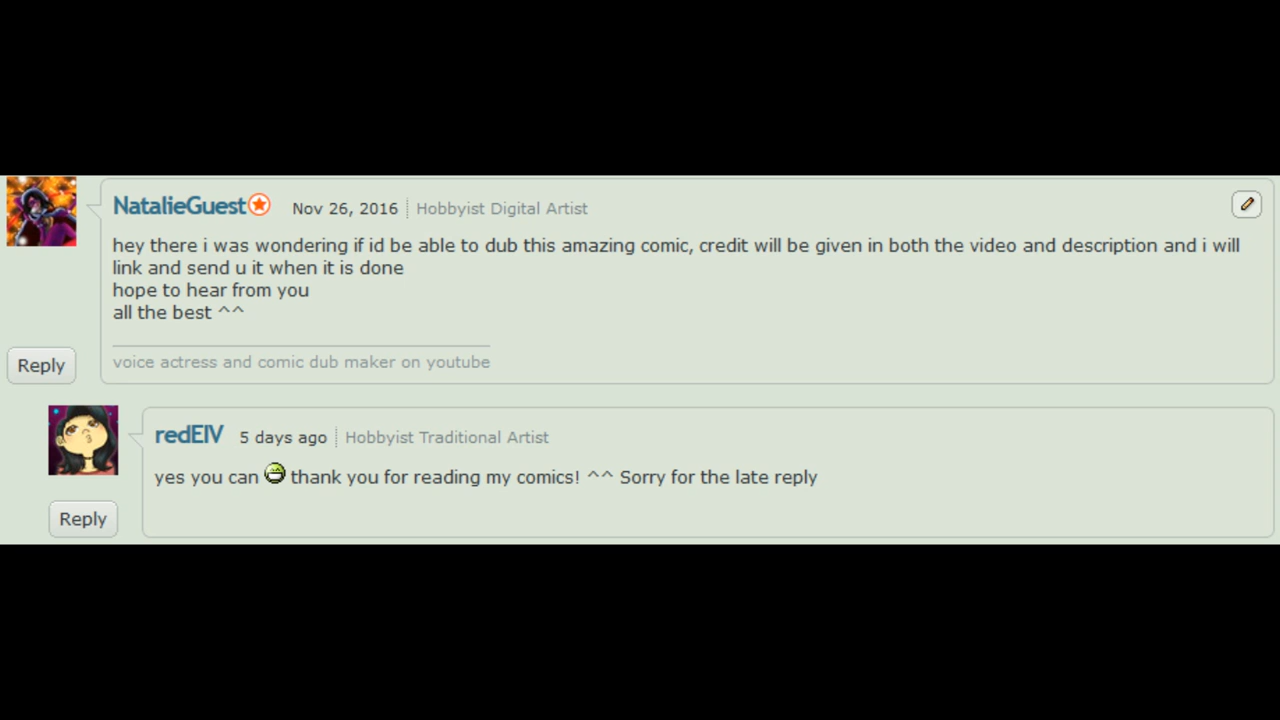 NatalieGuest Nov 26, 2016 Hobbyist Digital Artist
hey there i was wondering if id be able to dub this amazing comic, credit will be given in both the video and description and i will
link and send u it when it is done
hope to hear from you
all the best ^^
voice actress and comic dub maker on youtube
Reply
redEIV 5 days ago Hobbyist Traditional Artist
yes you can thank you for reading my comics! ^^ Sorry for the late reply
Reply